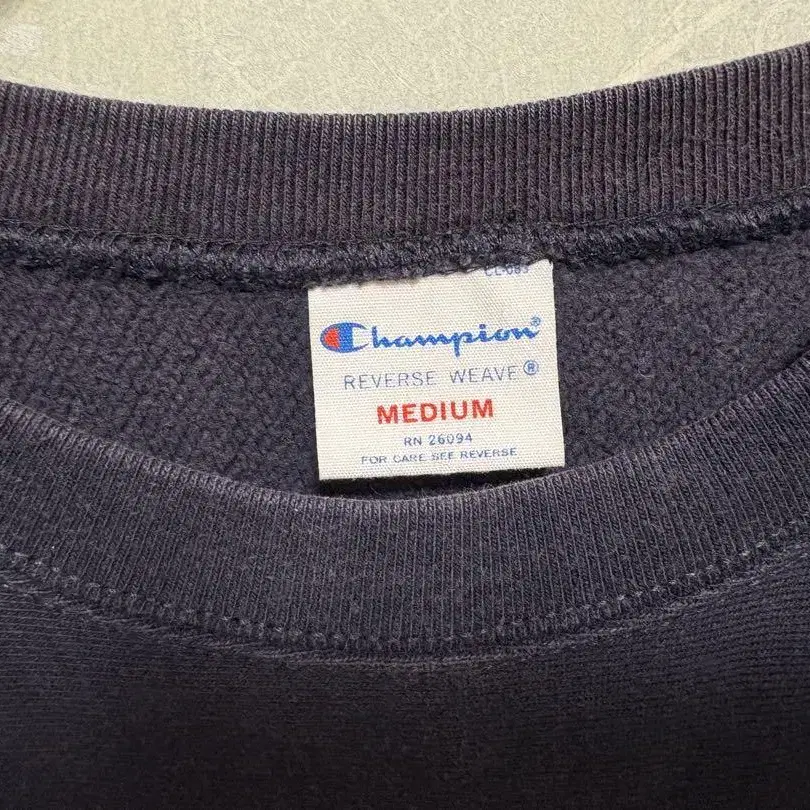 Champion®
REVERSE WEAVE®
MEDIUM
RN 26094
FOR CARE SEE REVERSE